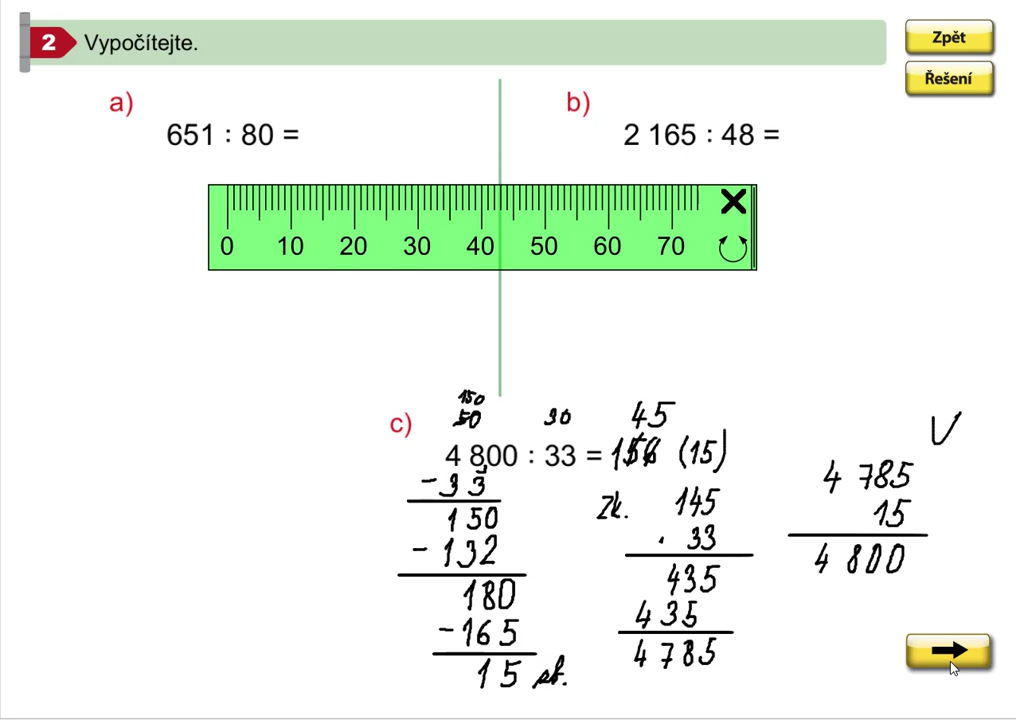 2 Vypočítejte.
Zpět
Řešení
a)
651 : 80 =
b)
2 165 : 48 =
0 10 20 30 40 50 60 70
150
50 30 45
c)
4 800 : 33 = 1 (15)
- 33
150
- 132
180
- 165
15 zb.
Zk. 145
. 33
435
435
4785
V
4 785
15
4 800